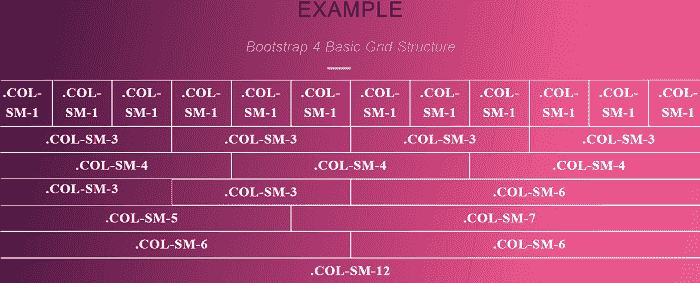 EXAMPLE
Bootstrap 4 Basic Grid Structure
.COL- .COL- .COL- .COL- .COL- .COL- .COL- .COL- .COL- .COL- .COL- .COL-
SM-1 SM-1 SM-1 SM-1 SM-1 SM-1 SM-1 SM-1 SM-1 SM-1 SM-1 SM-1
.COL-SM-3 .COL-SM-3 .COL-SM-3 .COL-SM-3
.COL-SM-4 .COL-SM-4 .COL-SM-4
.COL-SM-3 .COL-SM-3 .COL-SM-6
.COL-SM-5 .COL-SM-7
.COL-SM-6 .COL-SM-6
.COL-SM-12